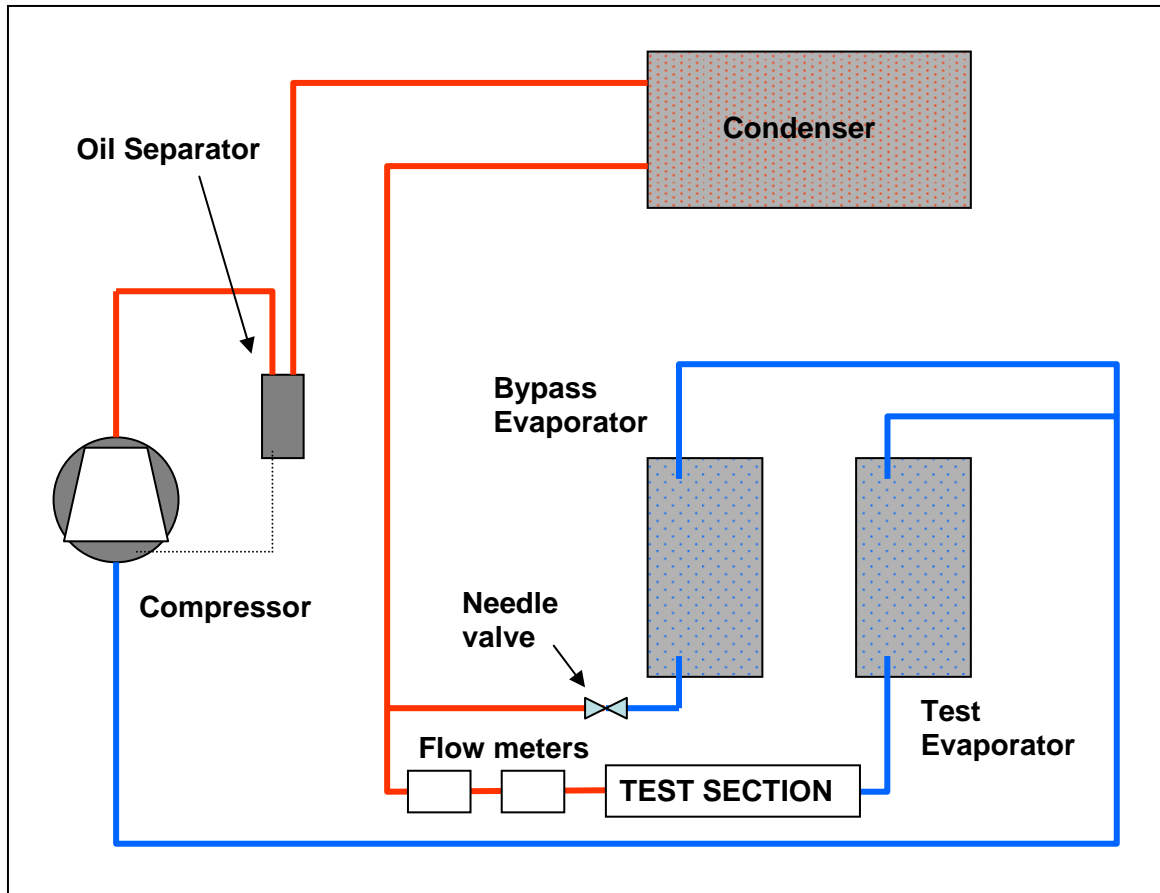 Condenser
Oil Separator
Bypass
Evaporator
Compressor
Needle
valve
Test
Evaporator
Flow meters
TEST SECTION